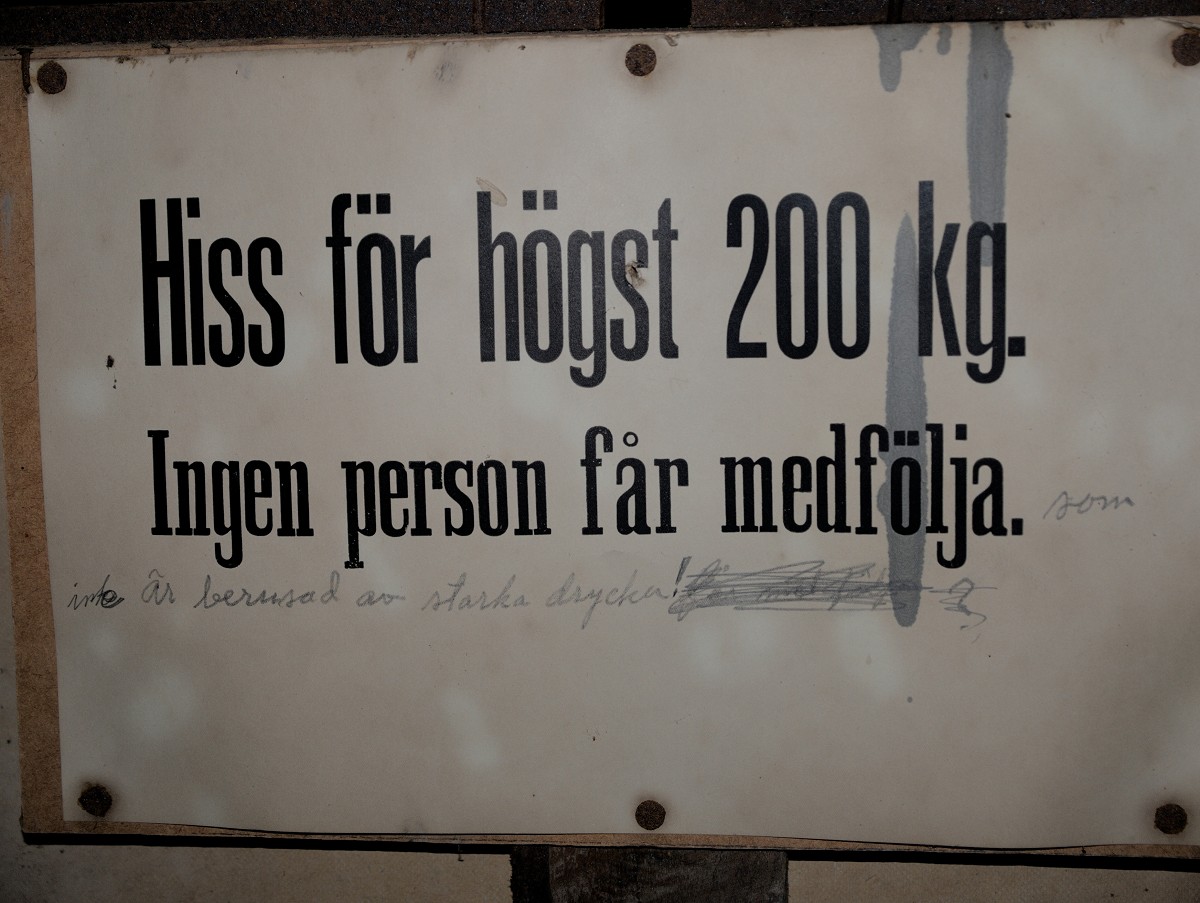 Hiss för högst 200 kg.
Ingen person får medfölja. som
inte Är berusad av starka drycker!